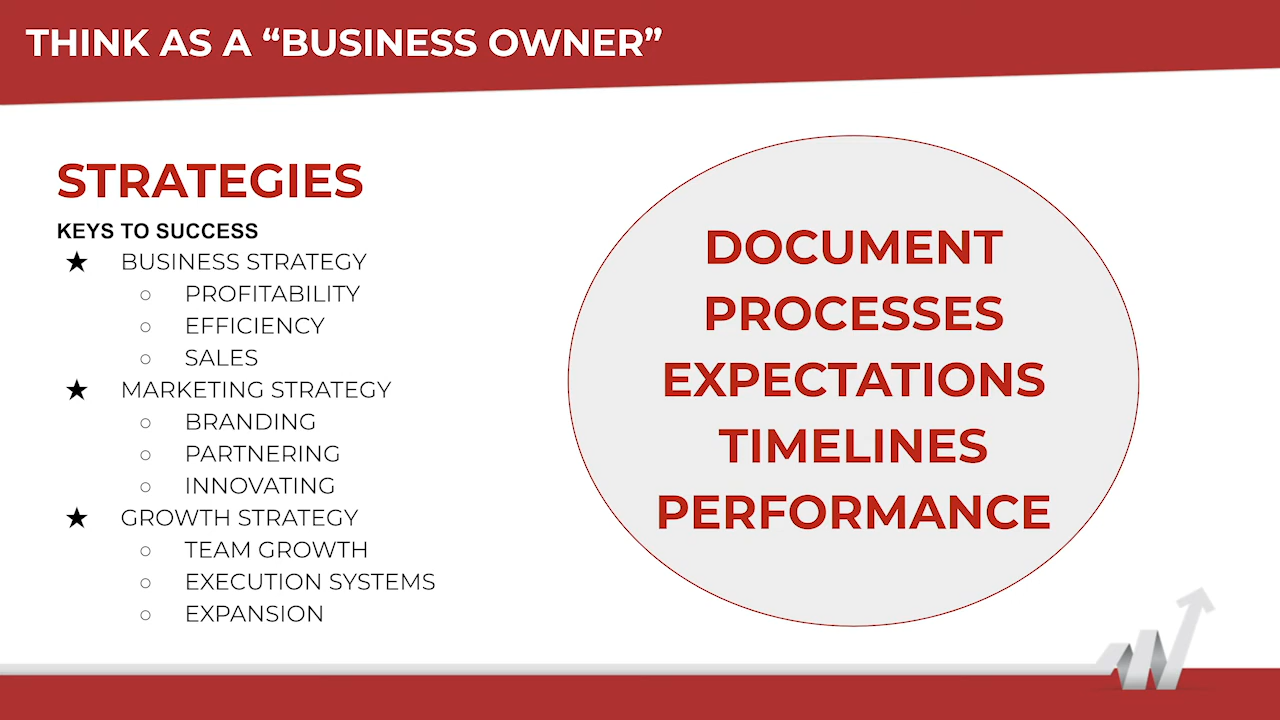 THINK AS A “BUSINESS OWNER”
STRATEGIES
KEYS TO SUCCESS
★ BUSINESS STRATEGY
○ PROFITABILITY
○ EFFICIENCY
○ SALES
★ MARKETING STRATEGY
○ BRANDING
○ PARTNERING
○ INNOVATING
★ GROWTH STRATEGY
○ TEAM GROWTH
○ EXECUTION SYSTEMS
○ EXPANSION
DOCUMENT
PROCESSES
EXPECTATIONS
TIMELINES
PERFORMANCE